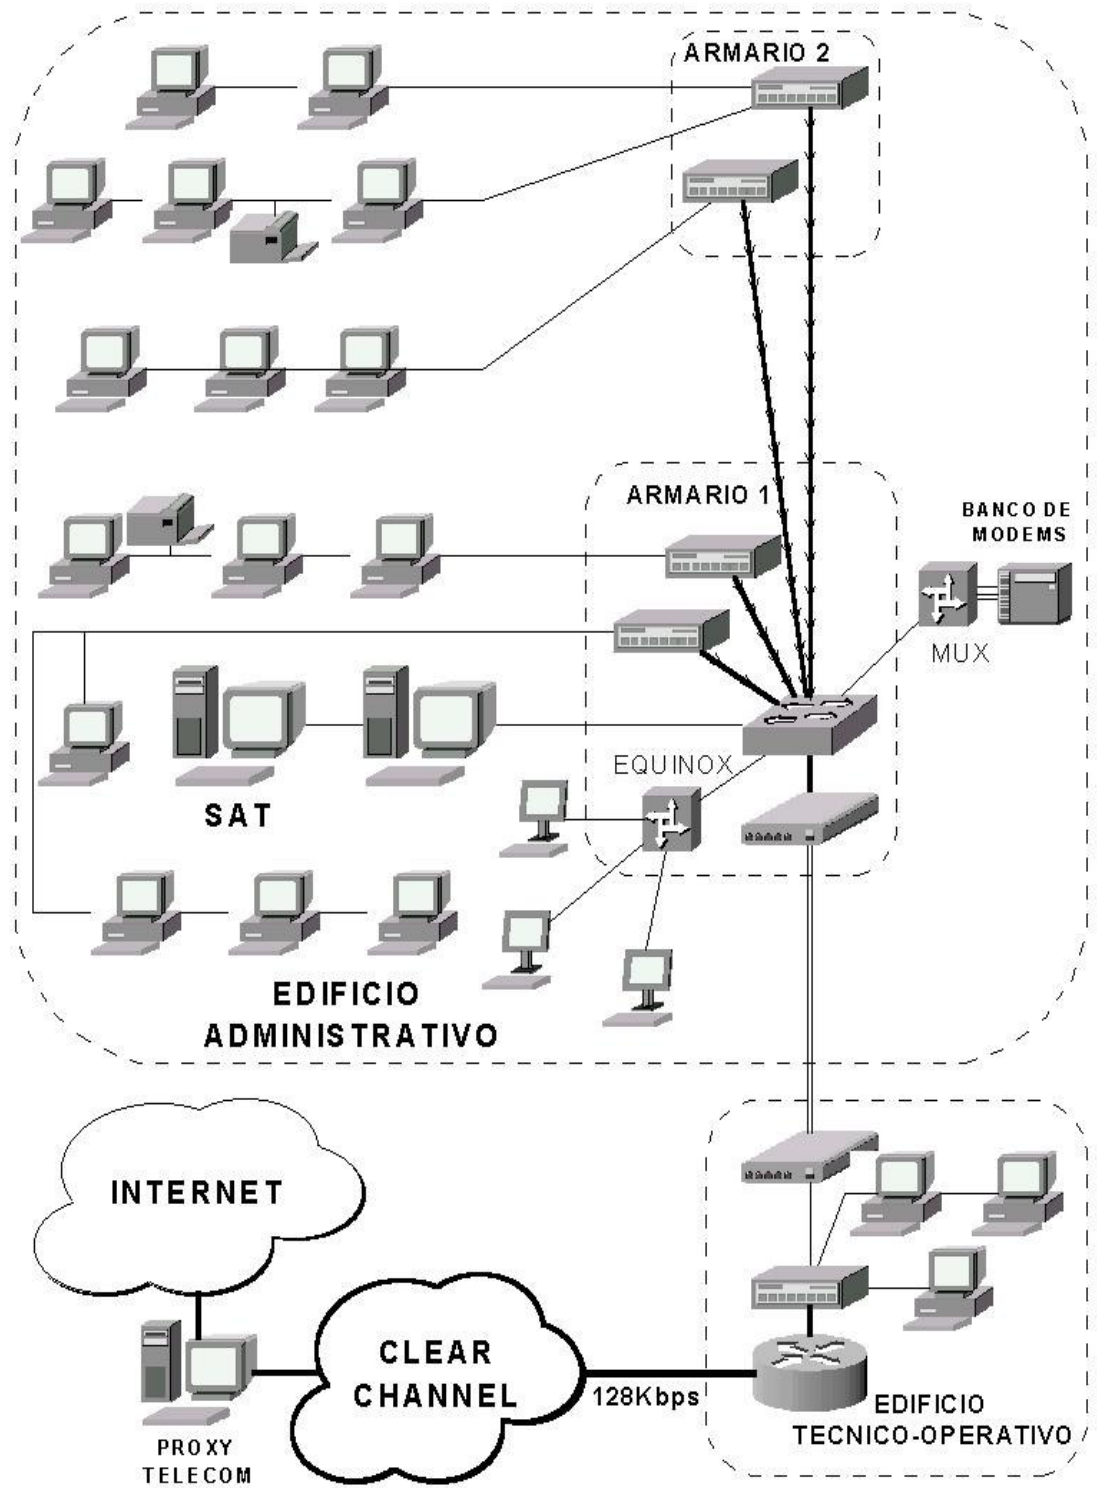 ARMARIO 2
ARMARIO 1
BANCO DE
MODEMS
MUX
EQUINOX
SAT
EDIFICIO
ADMINISTRATIVO
INTERNET
CLEAR
CHANNEL
128Kbps
EDIFICIO
TECNICO-OPERATIVO
PROXY
TELECOM